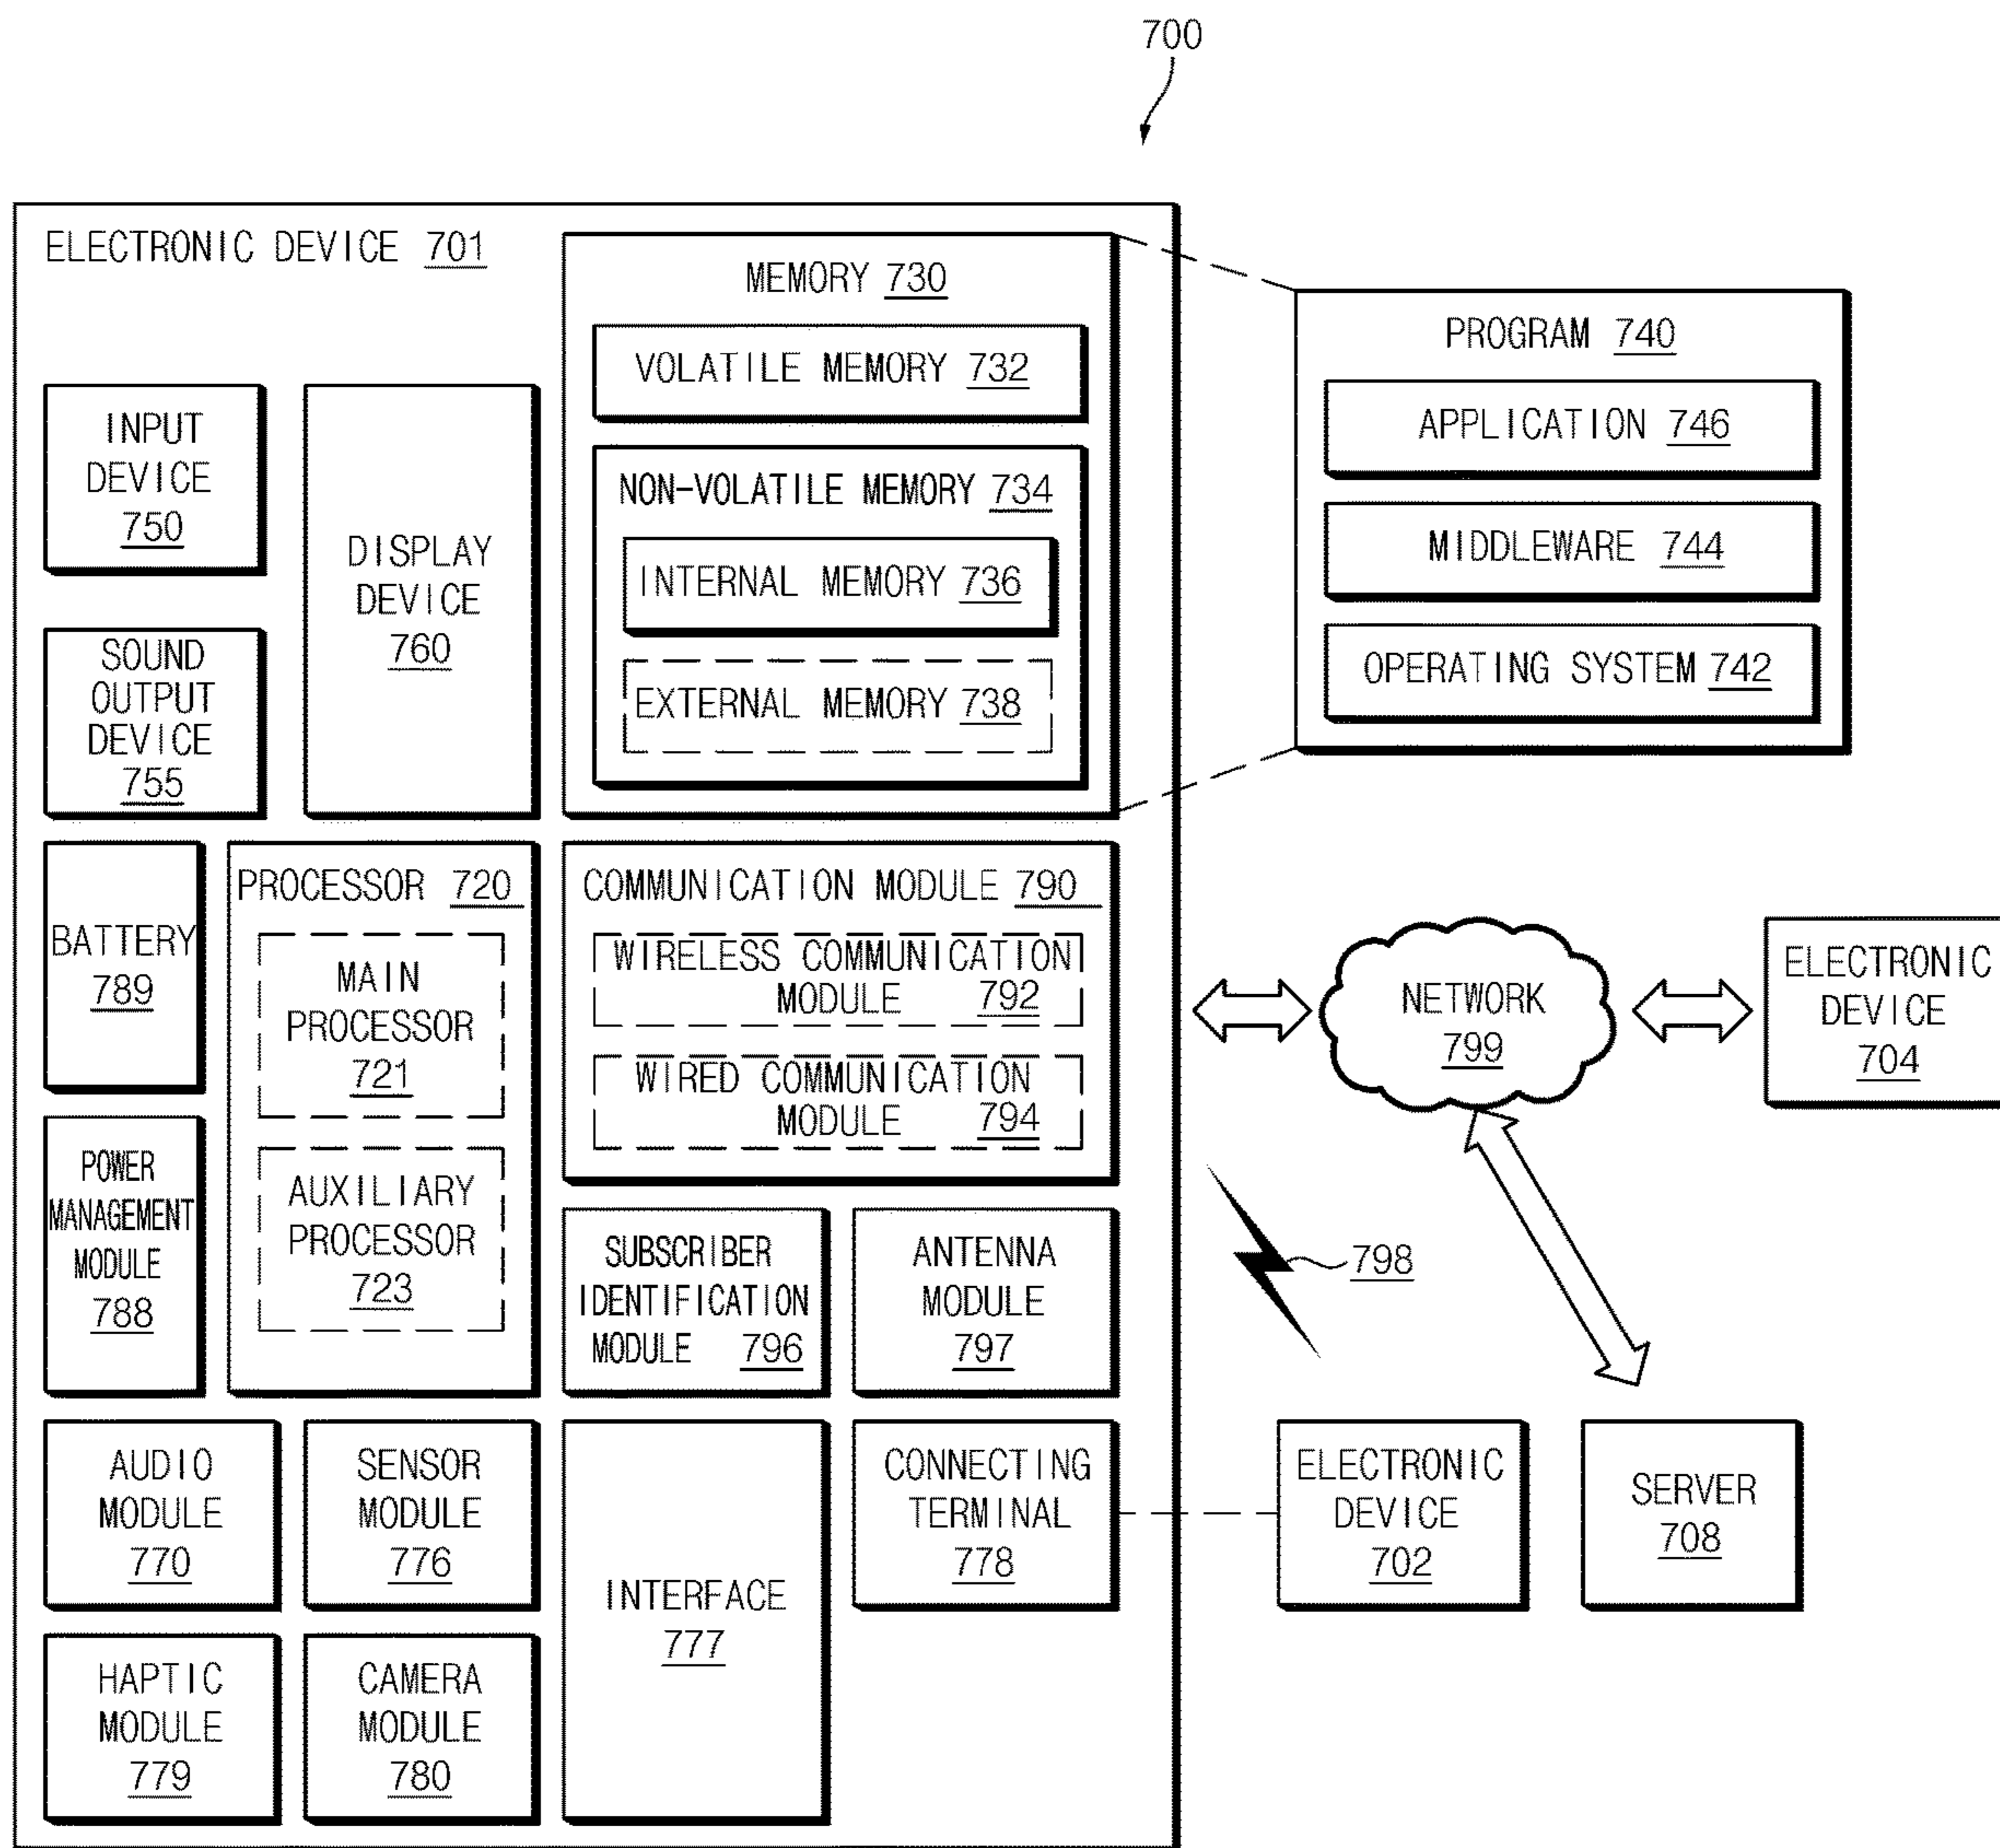 700
ELECTRONIC DEVICE 701
MEMORY 730
VOLATILE MEMORY 732
NON-VOLATILE MEMORY 734
INTERNAL MEMORY 736
EXTERNAL MEMORY 738
PROGRAM 740
APPLICATION 746
MIDDLEWARE 744
OPERATING SYSTEM 742
INPUT
DEVICE
750
SOUND
OUTPUT
DEVICE
755
DISPLAY
DEVICE
760
BATTERY
789
POWER
MANAGEMENT
MODULE
788
PROCESSOR 720
MAIN
PROCESSOR
721
AUXILIARY
PROCESSOR
723
COMMUNICATION MODULE 790
WIRELESS COMMUNICATION
MODULE 792
WIRED COMMUNICATION
MODULE 794
SUBSCRIBER
IDENTIFICATION
MODULE 796
ANTENNA
MODULE
797
NETWORK
799
ELECTRONIC
DEVICE
704
798
AUDIO
MODULE
770
SENSOR
MODULE
776
INTERFACE
777
CONNECTING
TERMINAL
778
ELECTRONIC
DEVICE
702
SERVER
708
HAPTIC
MODULE
779
CAMERA
MODULE
780